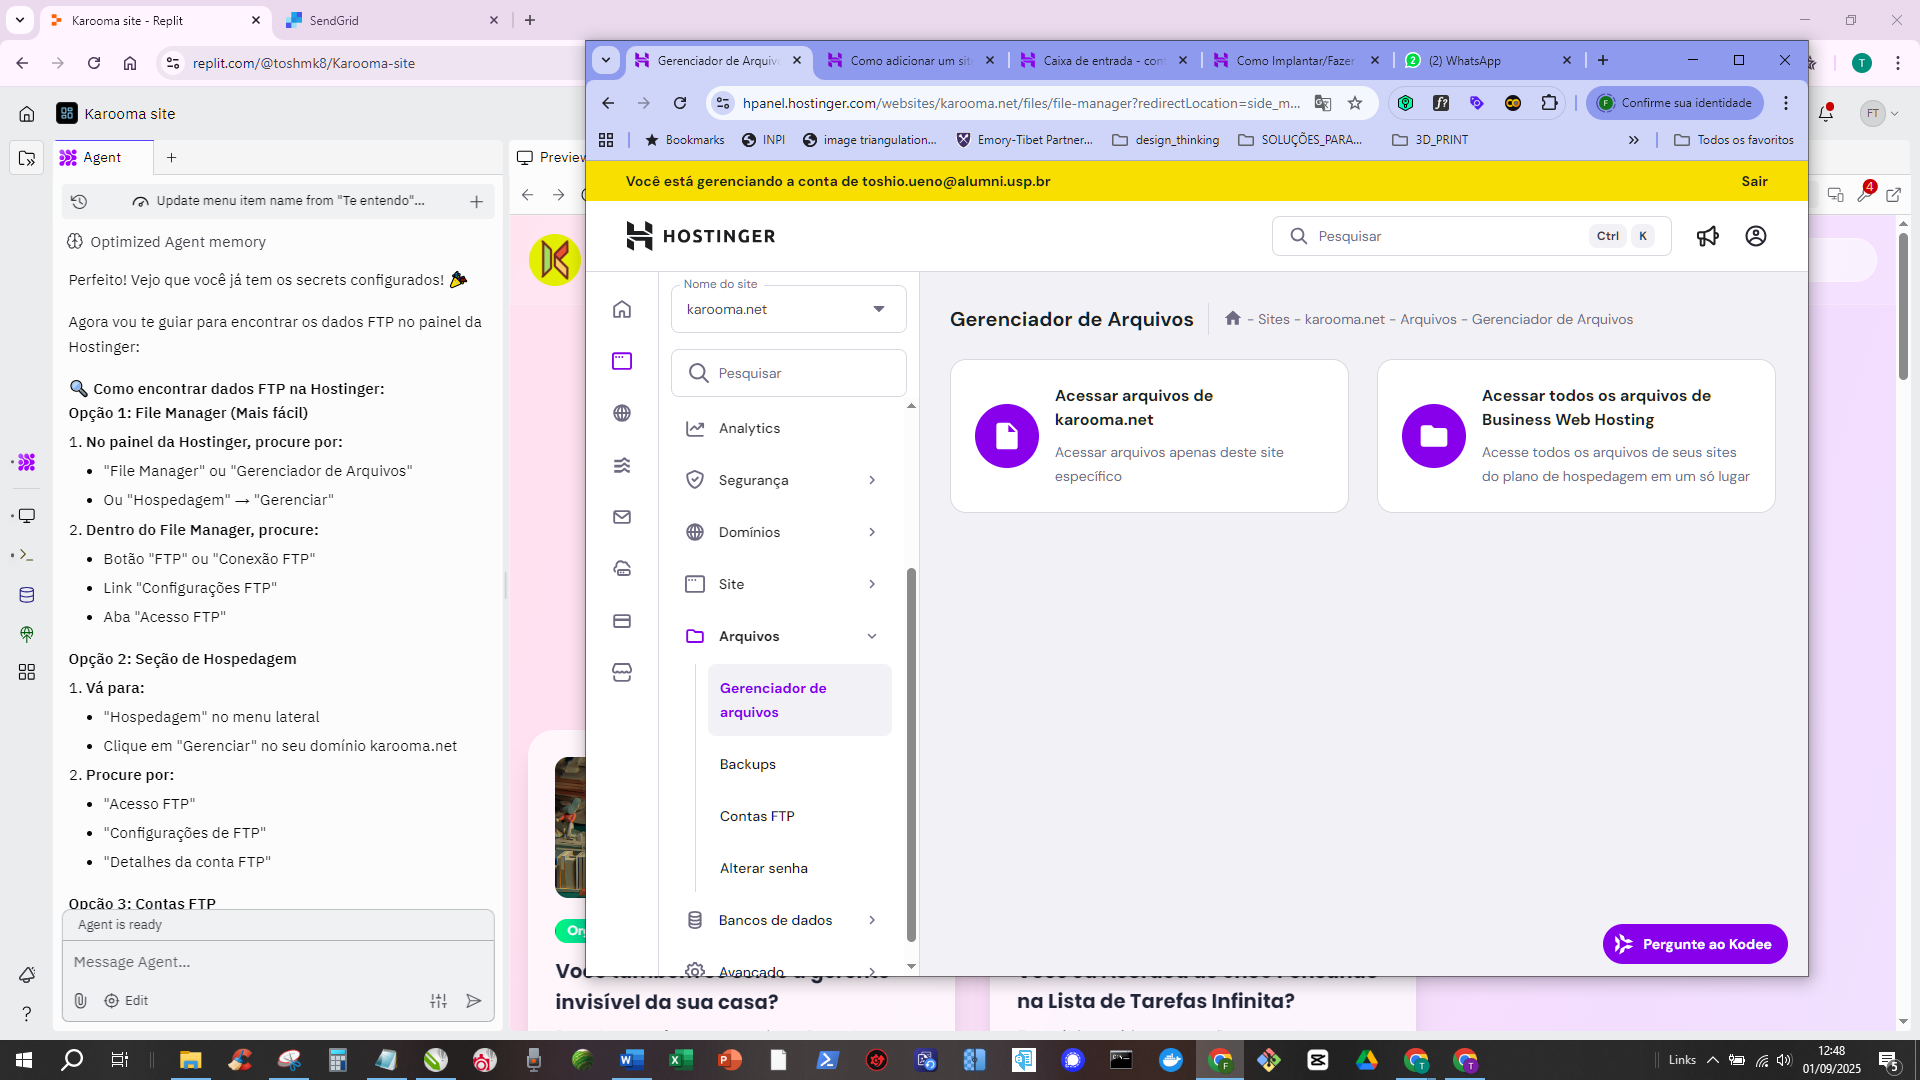 Karooma site - Replit
SendGrid
replit.com/@toshmk8/Karooma-site
Karooma site
FT
Agent
Preview
Update menu item name from "Te entendo"...
Optimized Agent memory
Perfeito! Vejo que você já tem os secrets configurados! 🎉
Agora vou te guiar para encontrar os dados FTP no painel da
Hostinger:
🔍 Como encontrar dados FTP na Hostinger:
Opção 1: File Manager (Mais fácil)
1. No painel da Hostinger, procure por:
• "File Manager" ou "Gerenciador de Arquivos"
• Ou "Hospedagem" → "Gerenciar"
2. Dentro do File Manager, procure:
• Botão "FTP" ou "Conexão FTP"
• Link "Configurações FTP"
• Aba "Acesso FTP"
Opção 2: Seção de Hospedagem
1. Vá para:
• "Hospedagem" no menu lateral
• Clique em "Gerenciar" no seu domínio karooma.net
2. Procure por:
• "Acesso FTP"
• "Configurações de FTP"
• "Detalhes da conta FTP"
Opção 3: Contas FTP
Agent is ready
Message Agent...
Edit
Gerenciador de Arquiv
Como adicionar um sit
Caixa de entrada - con
Como Implantar/Fazer
(2) WhatsApp
hpanel.hostinger.com/websites/karooma.net/files/file-manager?redirectLocation=side_m...
Confirme sua identidade
Bookmarks
INPI
image triangulation...
Emory-Tibet Partner...
design_thinking
SOLUÇÕES_PARA...
3D_PRINT
Todos os favoritos
Você está gerenciando a conta de toshio.ueno@alumni.usp.br
Sair
HOSTINGER
Pesquisar
Ctrl
K
Nome do site
karooma.net
Pesquisar
Analytics
Segurança
Domínios
Site
Arquivos
Gerenciador de
arquivos
Backups
Contas FTP
Alterar senha
Bancos de dados
Avançado
Gerenciador de Arquivos
- Sites - karooma.net - Arquivos - Gerenciador de Arquivos
Acessar arquivos de
karooma.net
Acessar arquivos apenas deste site
específico
Acessar todos os arquivos de
Business Web Hosting
Acesse todos os arquivos de seus sites
do plano de hospedagem em um só lugar
Pergunte ao Kodee
4
invisível da sua casa?
na Lista de Tarefas Infinita?
Links
12:48
01/09/2025
5